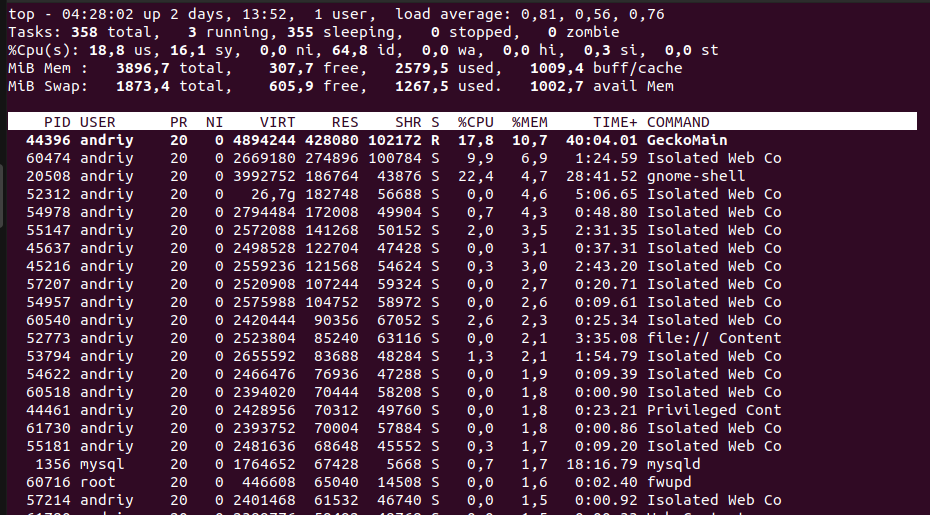 top - 04:28:02 up 2 days, 13:52,  1 user,  load average: 0,81, 0,56, 0,76
Tasks: 358 total,   3 running, 355 sleeping,   0 stopped,   0 zombie
%Cpu(s): 18,8 us, 16,1 sy,  0,0 ni, 64,8 id,  0,0 wa,  0,0 hi,  0,3 si,  0,0 st
MiB Mem :   3896,7 total,    307,7 free,   2579,5 used,   1009,4 buff/cache
MiB Swap:   1873,4 total,    605,9 free,   1267,5 used.   1002,7 avail Mem
PID USER      PR  NI    VIRT    RES    SHR S  %CPU  %MEM     TIME+ COMMAND
44396 andriy    20   0 4894244 428080 102172 R  17,8  10,7  40:04.01 GeckoMain
60474 andriy    20   0 2669180 274896 100784 S   9,9   6,9   1:24.59 Isolated Web Co
20508 andriy    20   0 3992752 186764  43876 S  22,4   4,7  28:41.52 gnome-shell
52312 andriy    20   0   26,7g 182748  56688 S   0,0   4,6   5:06.65 Isolated Web Co
54978 andriy    20   0 2794484 172008  49904 S   0,7   4,3   0:48.80 Isolated Web Co
55147 andriy    20   0 2572088 141268  50152 S   2,0   3,5   2:31.35 Isolated Web Co
45637 andriy    20   0 2498528 122704  47428 S   0,0   3,1   0:37.31 Isolated Web Co
45216 andriy    20   0 2559236 121568  54624 S   0,3   3,0   2:43.20 Isolated Web Co
57207 andriy    20   0 2520908 107244  59324 S   0,0   2,7   0:20.71 Isolated Web Co
54957 andriy    20   0 2575988 104752  58972 S   0,0   2,6   0:09.61 Isolated Web Co
60540 andriy    20   0 2420444  90356  67052 S   2,6   2,3   0:25.34 Isolated Web Co
52773 andriy    20   0 2523804  85240  63116 S   0,0   2,1   3:35.08 file:// Content
53794 andriy    20   0 2655592  83688  48284 S   1,3   2,1   1:54.79 Isolated Web Co
54622 andriy    20   0 2466476  76936  47288 S   0,0   1,9   0:09.39 Isolated Web Co
60518 andriy    20   0 2394020  70444  58208 S   0,0   1,8   0:00.90 Isolated Web Co
44461 andriy    20   0 2428956  70312  49760 S   0,0   1,8   0:23.21 Privileged Cont
61730 andriy    20   0 2393752  70004  57884 S   0,0   1,8   0:00.86 Isolated Web Co
55181 andriy    20   0 2481636  68648  45552 S   0,3   1,7   0:09.20 Isolated Web Co
1356 mysql     20   0 1764652  67428   5668 S   0,7   1,7  18:16.79 mysqld
60716 root      20   0  446608  65040  14508 S   0,0   1,6   0:02.40 fwupd
57214 andriy    20   0 2401468  61532  46740 S   0,0   1,5   0:00.92 Isolated Web Co